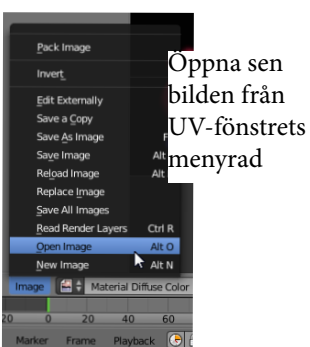 Pack Image
Invert
Öppna sen
bilden från
UV-fönstrets
menyrad
Edit Externally
Save a Copy
Save As Image F
Save Image Alt
Reload Image Alt
Replace Image
Save All Images
Read Render Layers Ctrl R
Open Image Alt O
New Image Alt N
Image Material Diffuse Color
20 0 20 40 60
Marker Frame Playback